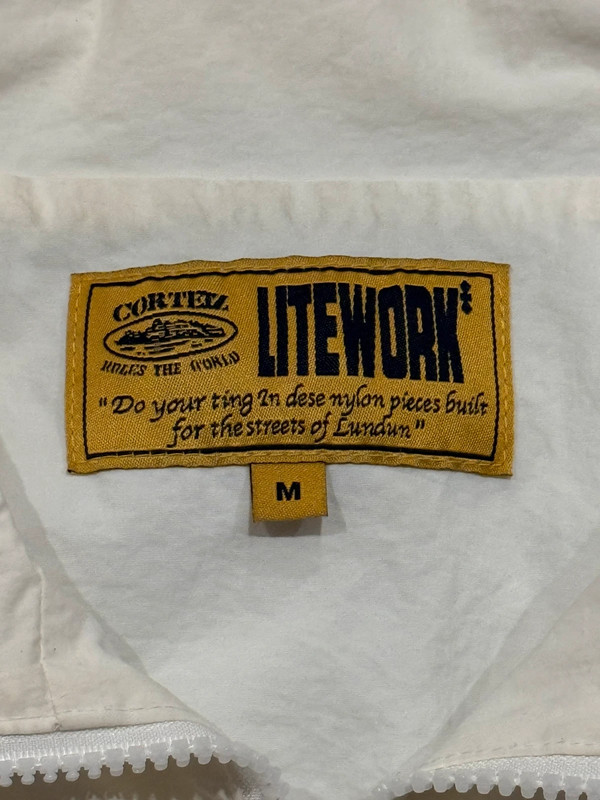 CORTEIZ
RULES THE WORLD
LITEWORK‡
"Do your ting In dese nylon pieces built
for the streets of Lundun"
M